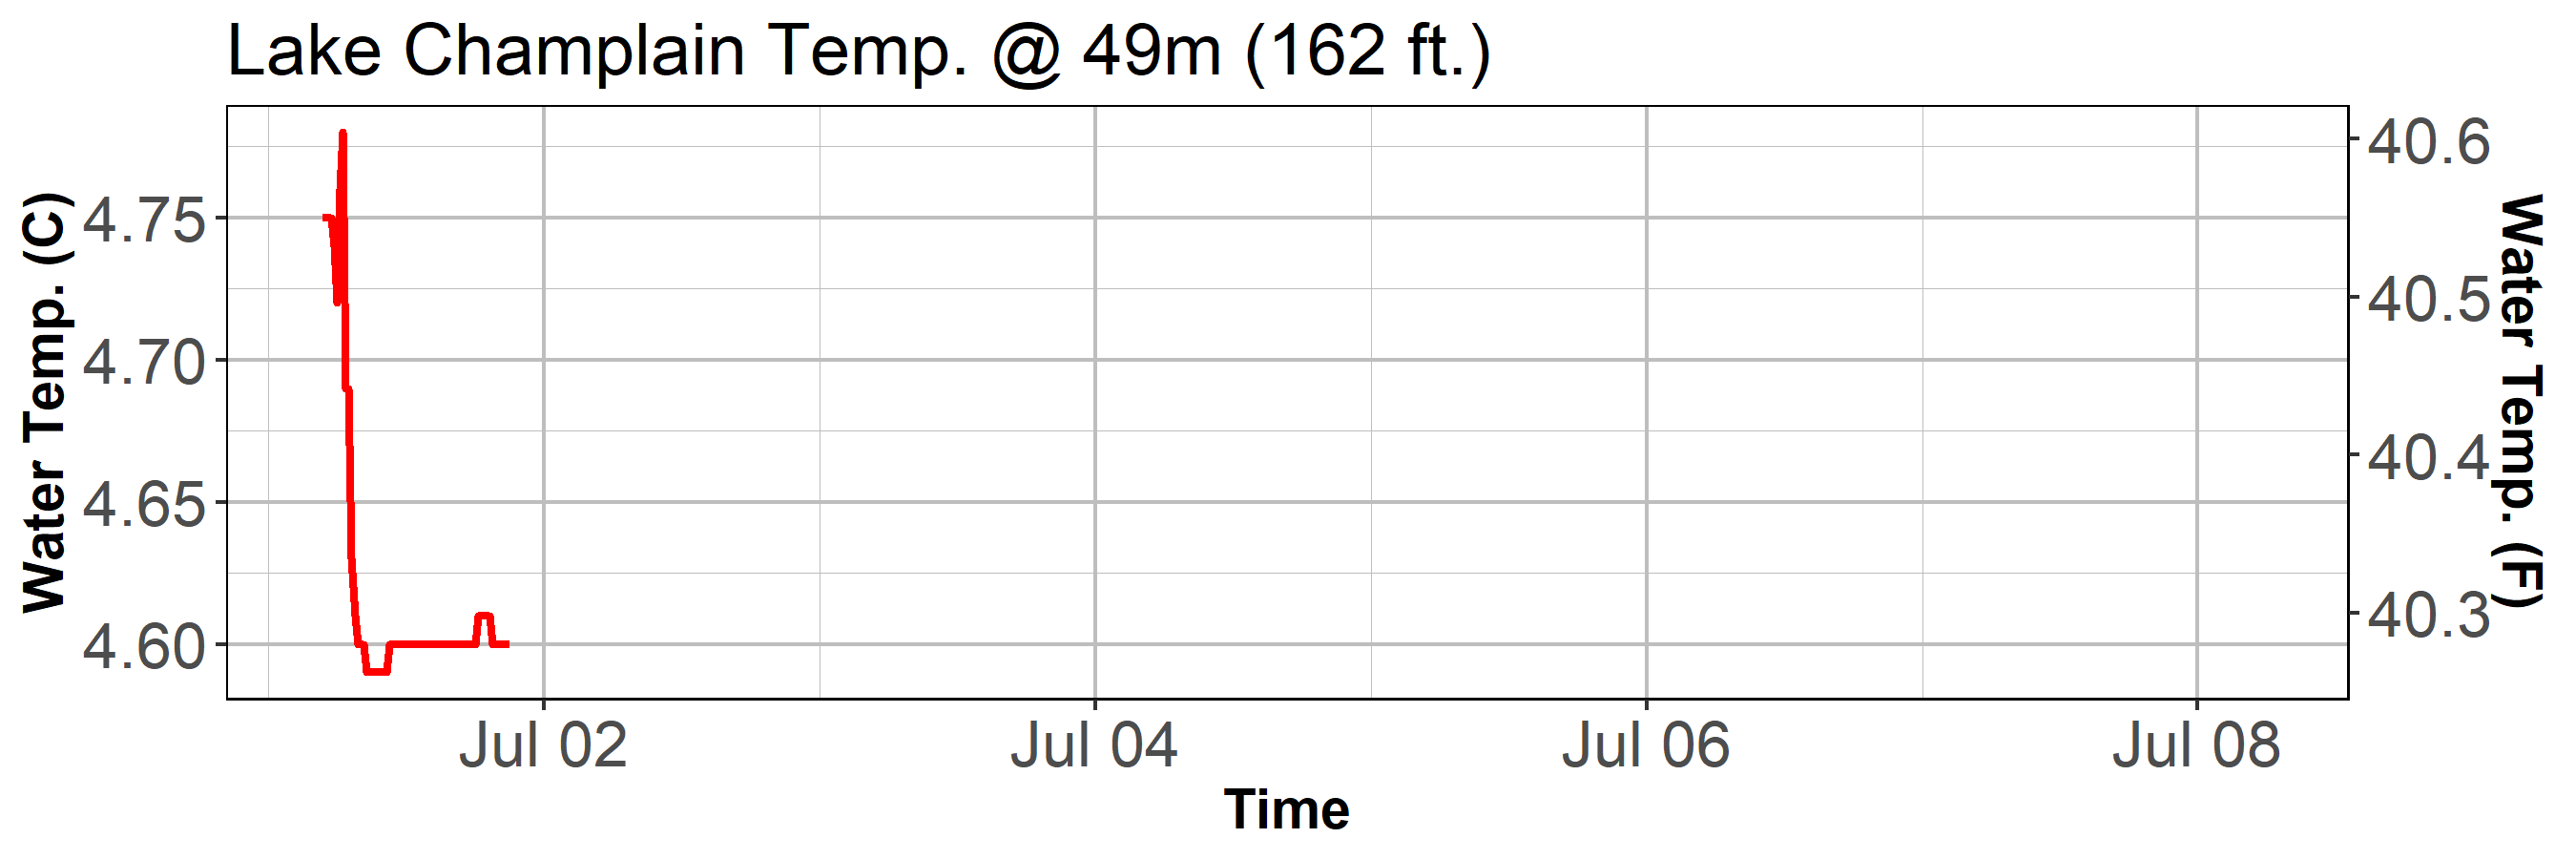 Lake Champlain Temp. @ 49m (162 ft.)
Water Temp. (C)
4.75
4.70
4.65
4.60
40.6
40.5
40.4
40.3
Water Temp. (F)
Jul 02 Jul 04 Jul 06 Jul 08
Time